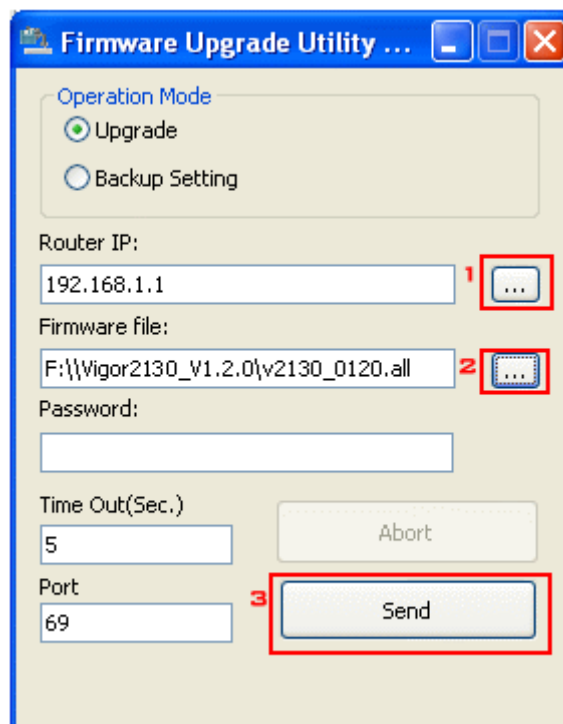 Firmware Upgrade Utility ...
Operation Mode
Upgrade
Backup Setting
Router IP:
192.168.1.1
1
...
Firmware file:
F:\\Vigor2130_V1.2.0\v2130_0120.all
2
...
Password:
Time Out(Sec.)
5
Abort
Port
69
3
Send